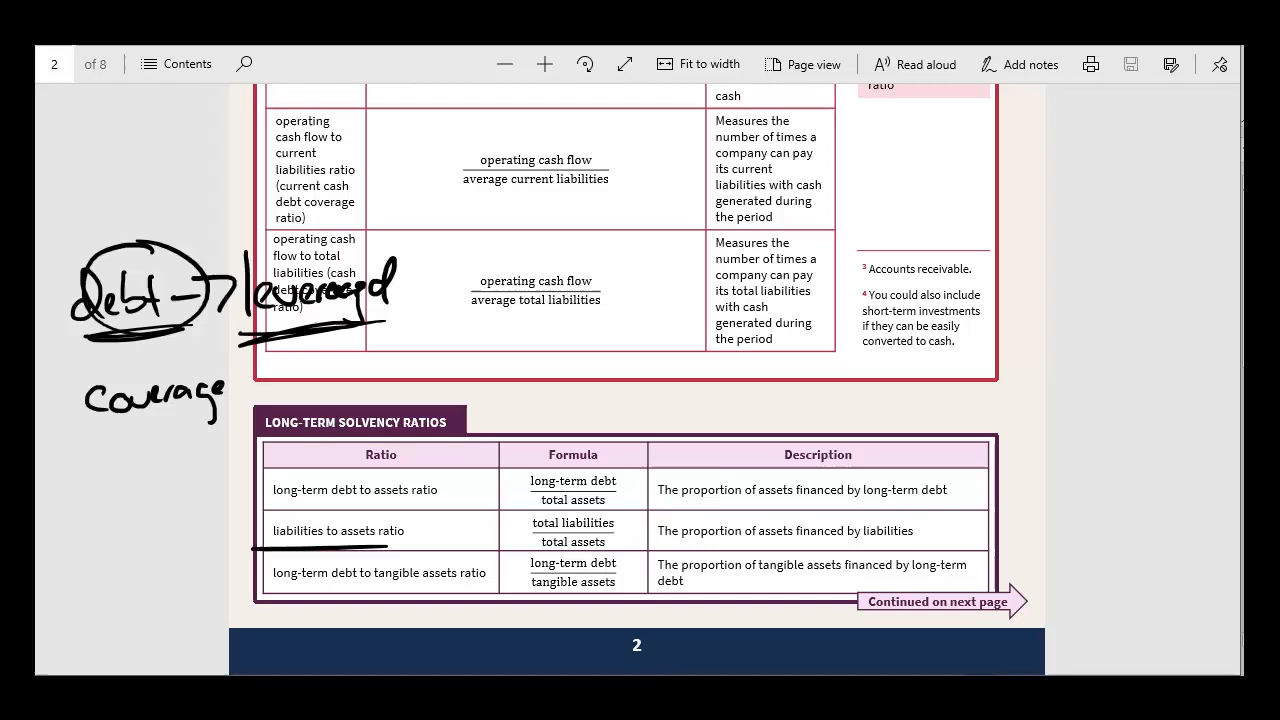 2 of 8 Contents Fit to width Page view Read aloud Add notes
ratio
cash
operating
cash flow to
current
liabilities ratio
(current cash
debt coverage
ratio)
operating cash flow
average current liabilities
Measures the
number of times a
company can pay
its current
liabilities with cash
generated during
the period
operating cash
flow to total
liabilities (cash
debt coverage
ratio)
operating cash flow
average total liabilities
Measures the
number of times a
company can pay
its total liabilities
with cash
generated during
the period
3 Accounts receivable.
4 You could also include
short-term investments
if they can be easily
converted to cash.
debt → leveraged
coverage
LONG-TERM SOLVENCY RATIOS
Ratio Formula Description
long-term debt to assets ratio
long-term debt
total assets
The proportion of assets financed by long-term debt
liabilities to assets ratio
total liabilities
total assets
The proportion of assets financed by liabilities
long-term debt to tangible assets ratio
long-term debt
tangible assets
The proportion of tangible assets financed by long-term
debt
Continued on next page
2